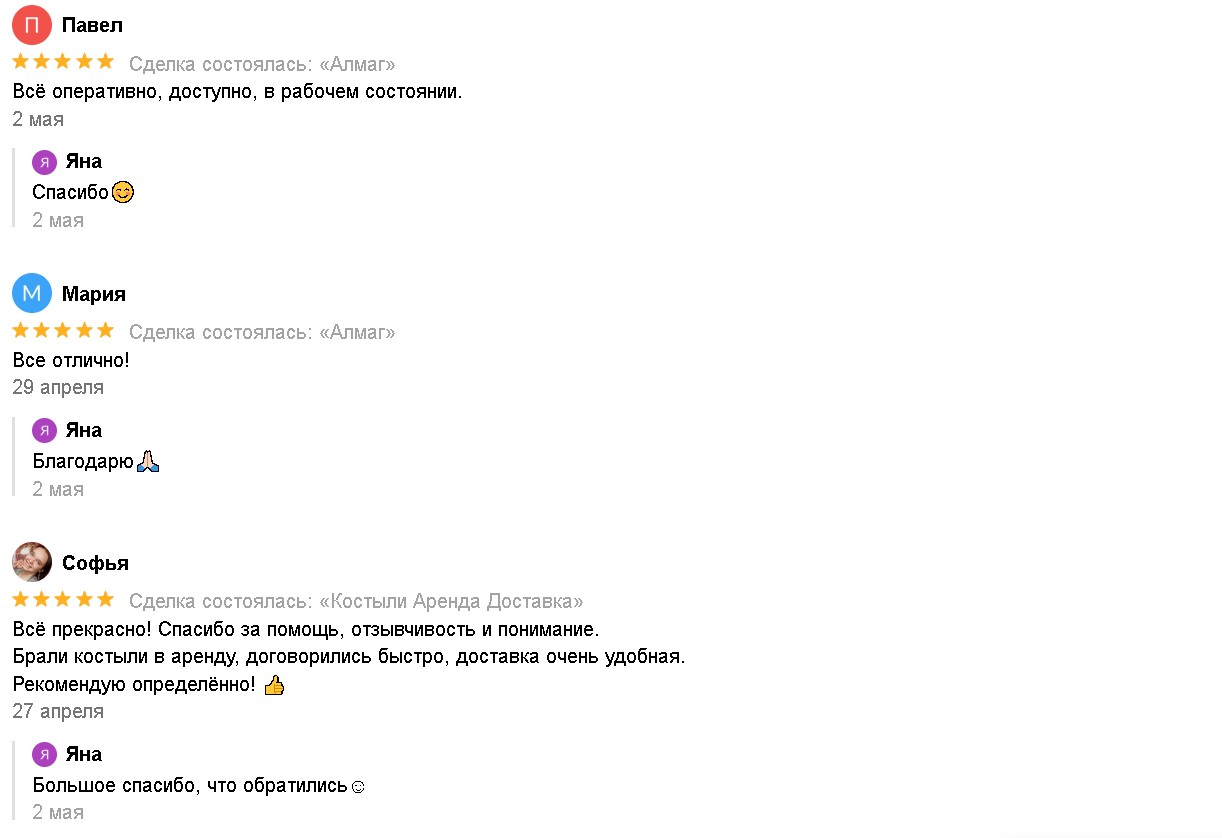 П Павел
Сделка состоялась: «Алмаг»
Всё оперативно, доступно, в рабочем состоянии.
2 мая
Я Яна
Спасибо😊
2 мая
М Мария
Сделка состоялась: «Алмаг»
Все отлично!
29 апреля
Я Яна
Благодарю🙏🏻
2 мая
Софья
Сделка состоялась: «Костыли Аренда Доставка»
Всё прекрасно! Спасибо за помощь, отзывчивость и понимание.
Брали костыли в аренду, договорились быстро, доставка очень удобная.
Рекомендую определённо! 👍
27 апреля
Я Яна
Большое спасибо, что обратились☺
2 мая